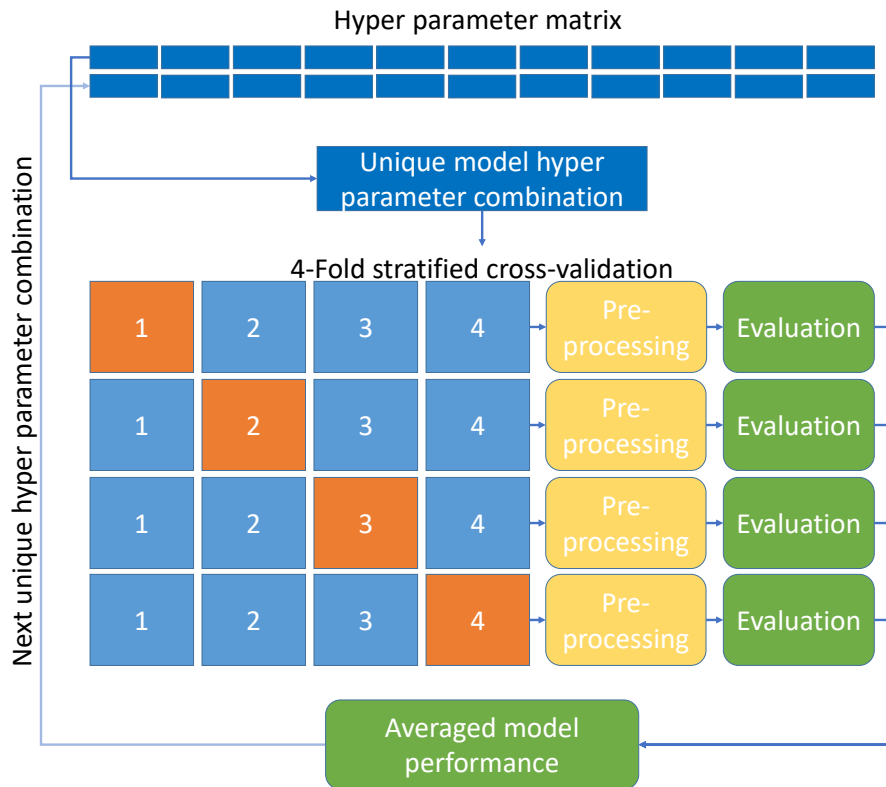 Hyper parameter matrix
Unique model hyper
parameter combination
Next unique hyper parameter combination
4-Fold stratified cross-validation
1 2 3 4 Pre-
processing Evaluation
1 2 3 4 Pre-
processing Evaluation
1 2 3 4 Pre-
processing Evaluation
1 2 3 4 Pre-
processing Evaluation
Averaged model
performance